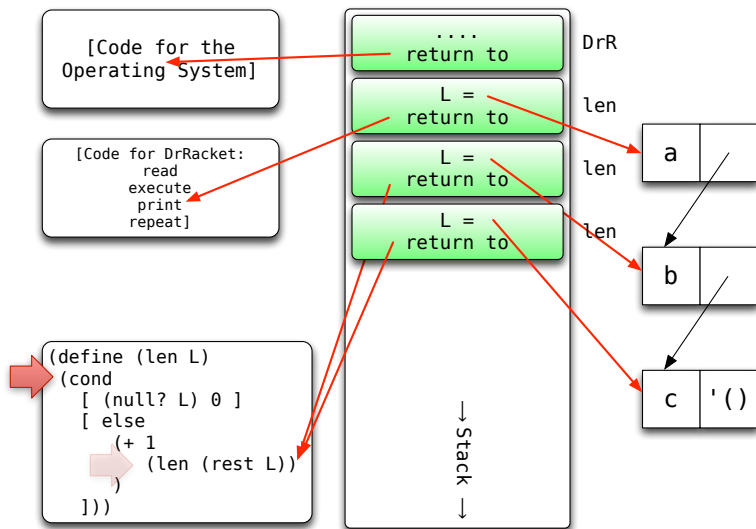 [Code for the
Operating System]
....
return to
DrR
L =
return to
len
[Code for DrRacket:
read
execute
print
repeat]
L =
return to
len
L =
return to
len
a
b
c
'()
(define (len L)
(cond
[ (null? L) 0 ]
[ else
(+ 1
(len (rest L))
)
]))
→Stack →